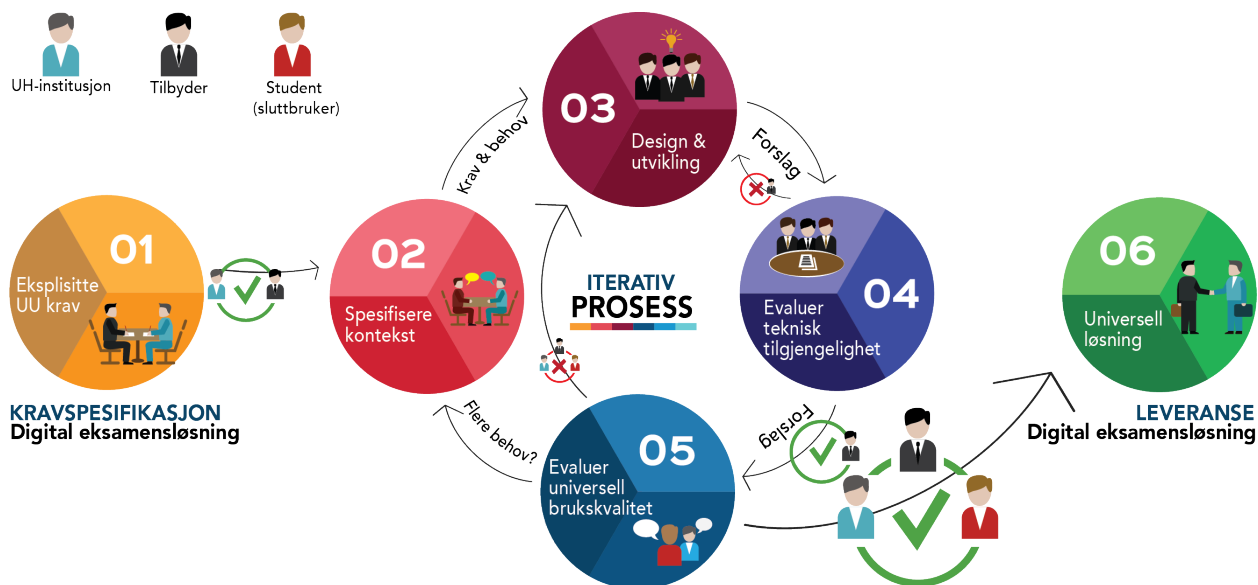 UH-institusjon
Tilbyder
Student
(sluttbruker)
01
Eksplisitte
UU krav
KRAVSPESIFIKASJON
Digital eksamensløsning
02
Spesifisere
kontekst
Krav & behov
03
Design &
utvikling
Forslag
ITERATIV
PROSESS
04
Evaluer
teknisk
tilgjengelighet
Forslag
05
Evaluer
universell
brukskvalitet
Flere behov?
06
Universell
løsning
LEVERANSE
Digital eksamensløsning